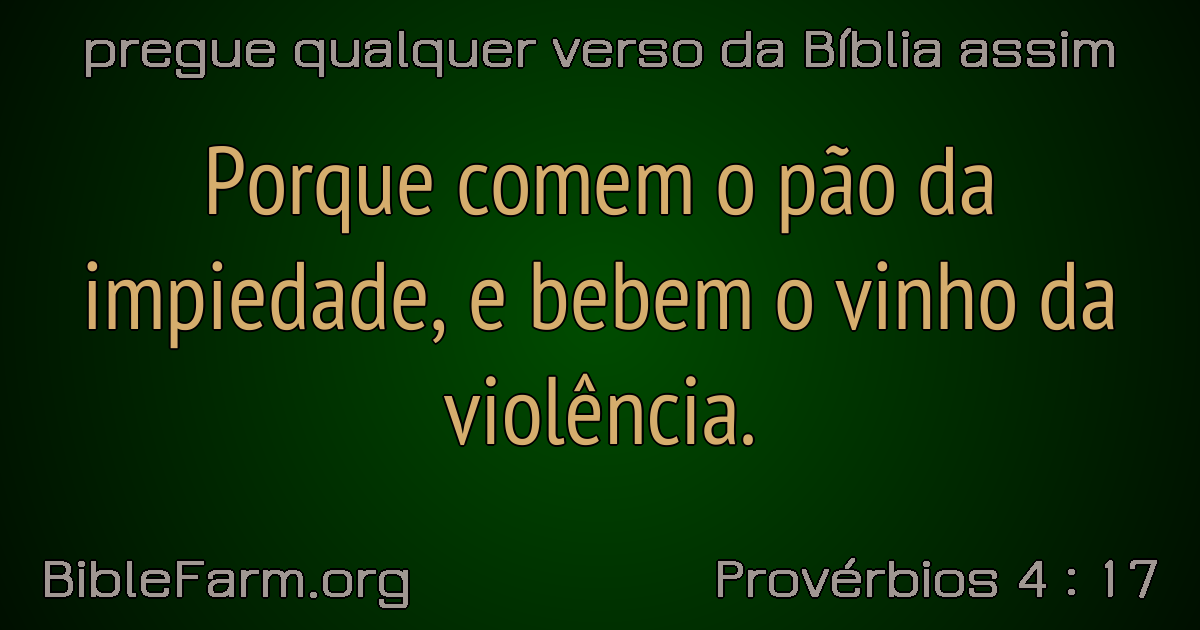 pregue qualquer verso da Bíblia assim
Porque comem o pão da
impiedade, e bebem o vinho da
violência.
BibleFarm.org
Provérbios 4 : 17